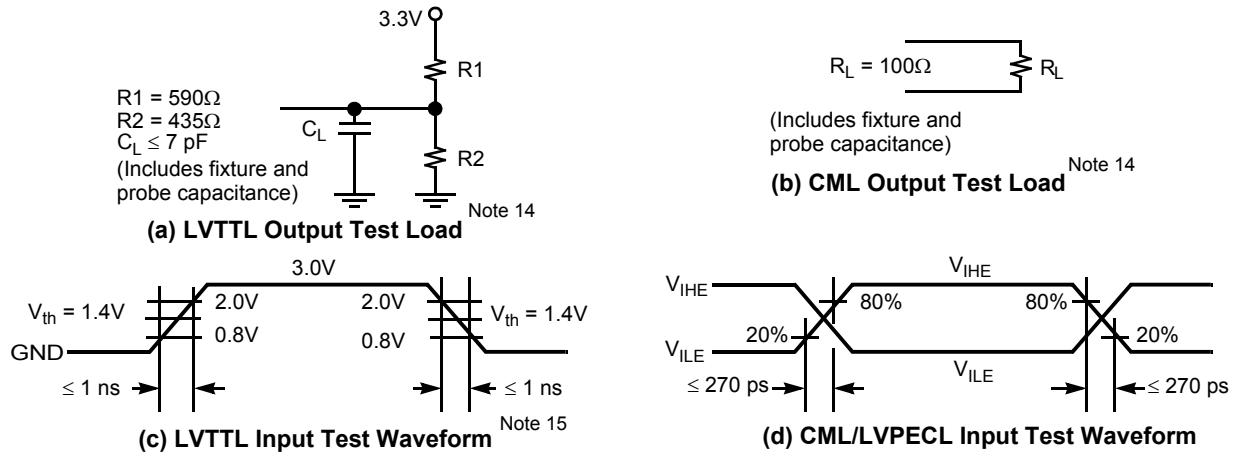 3.3V
R1
R1 = 590Ω
R2 = 435Ω
C_L ≤ 7 pF
(Includes fixture and
probe capacitance)
C_L
R2
Note 14
(a) LVTTL Output Test Load
R_L = 100Ω
R_L
(Includes fixture and
probe capacitance)
Note 14
(b) CML Output Test Load
3.0V
V_th = 1.4V
2.0V
0.8V
2.0V
0.8V
V_th = 1.4V
GND
≤ 1 ns
≤ 1 ns
Note 15
(c) LVTTL Input Test Waveform
V_IHE
V_IHE
80%
80%
20%
20%
V_ILE
V_ILE
≤ 270 ps
≤ 270 ps
(d) CML/LVPECL Input Test Waveform